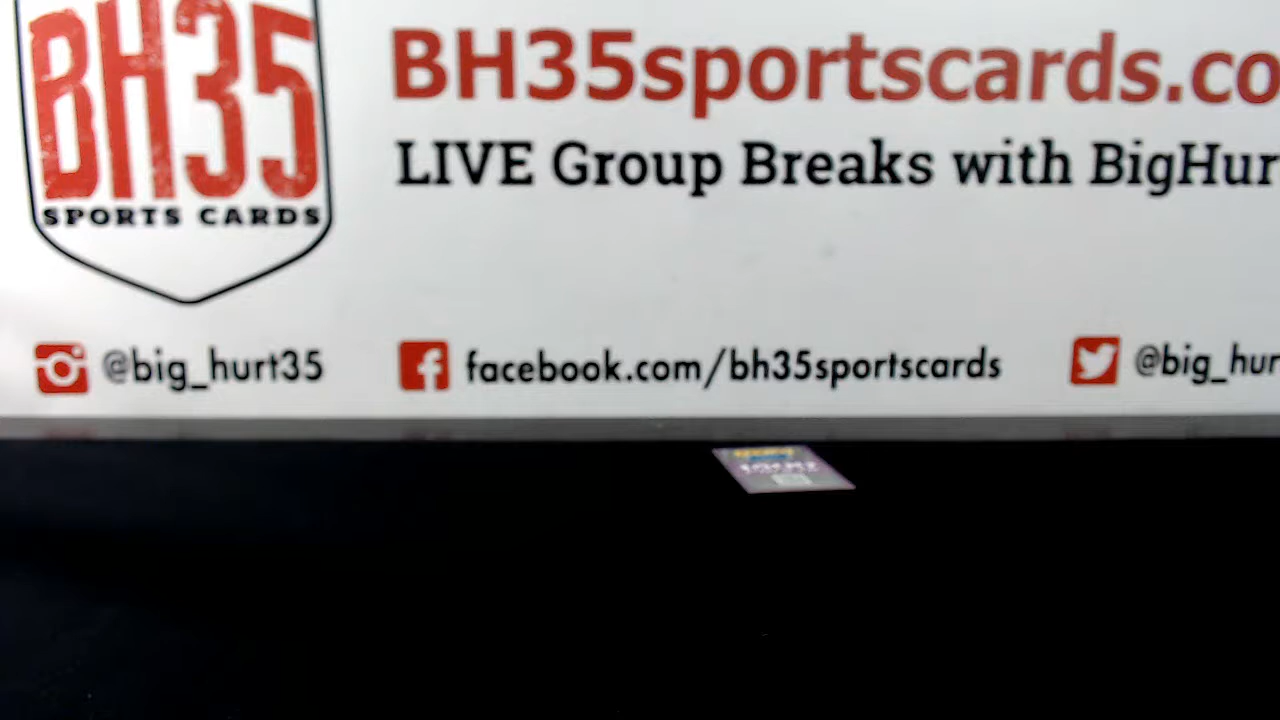 BH35
SPORTS CARDS
BH35sportscards.co
LIVE Group Breaks with BigHur
@big_hurt35
facebook.com/bh35sportscards
@big_hur